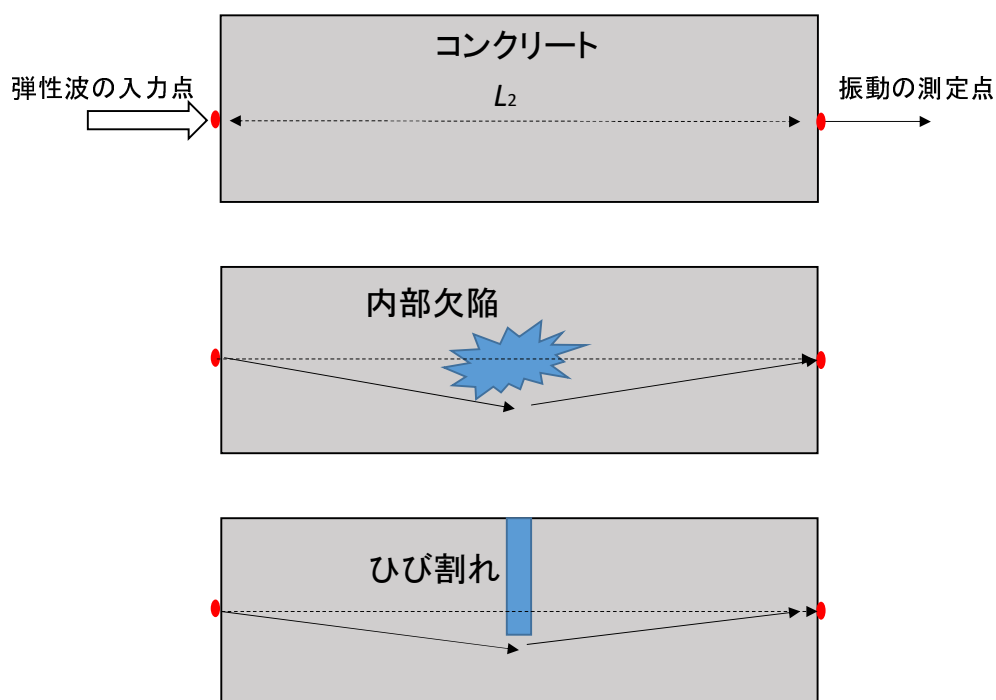 コンクリート
弾性波の入力点
L2
振動の測定点
内部欠陥
ひび割れ